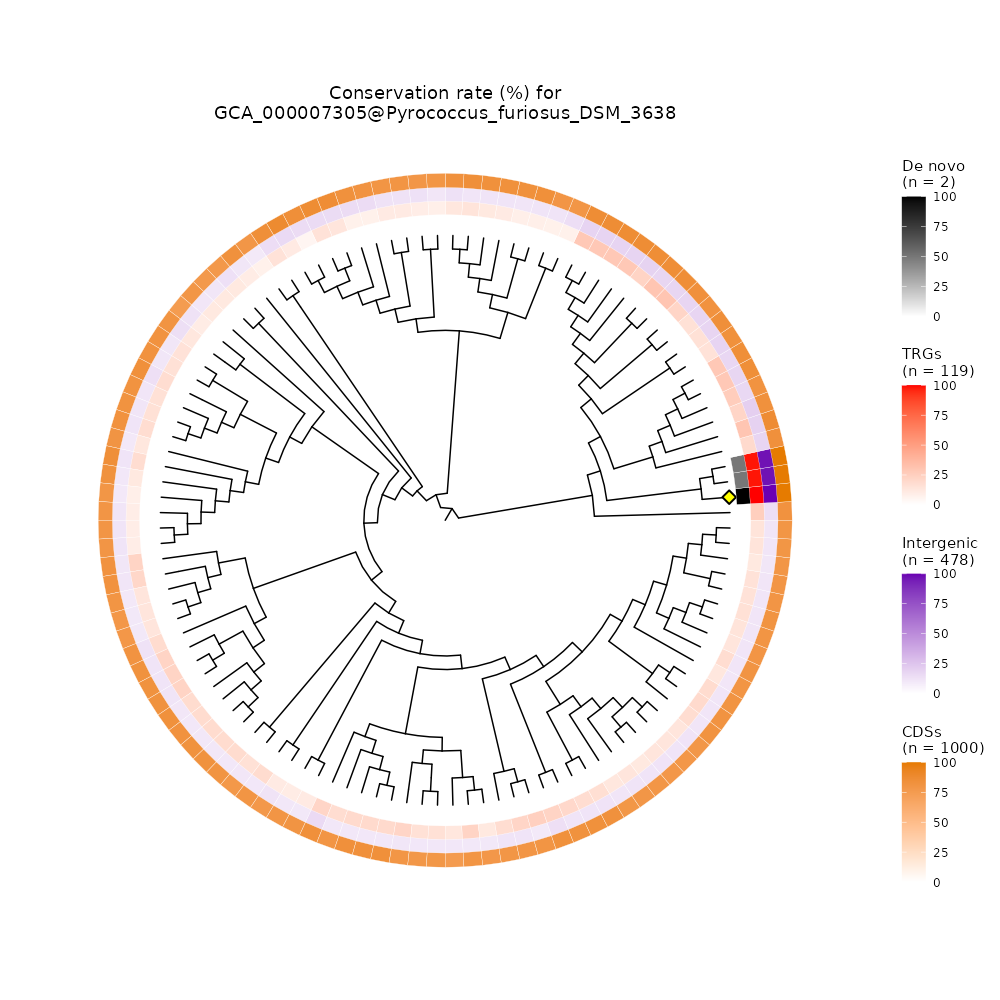 Conservation rate (%) for
GCA_000007305@Pyrococcus_furiosus_DSM_3638
De novo
(n = 2)
100
75
50
25
0
TRGs
(n = 119)
100
75
50
25
0
Intergenic
(n = 478)
100
75
50
25
0
CDSs
(n = 1000)
100
75
50
25
0